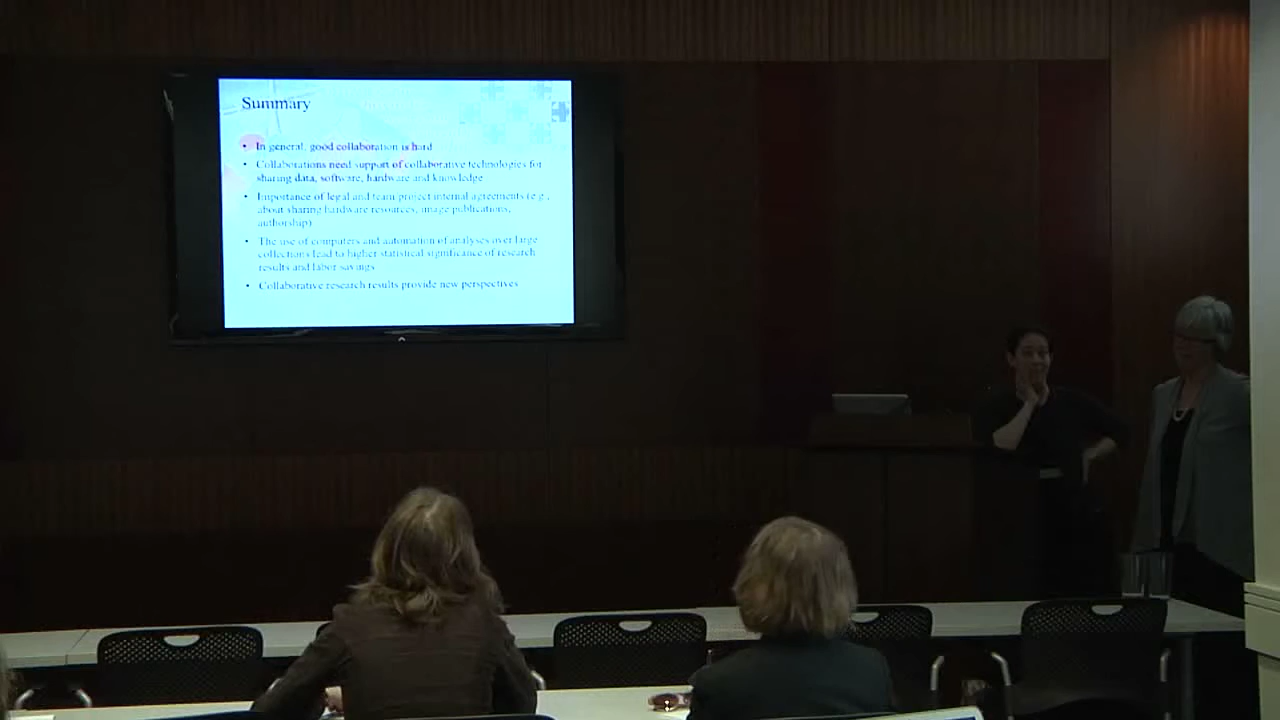 Summary
• In general, good collaboration is hard
• Collaborations need support of collaborative technologies for
sharing data, software, hardware and knowledge
• Importance of legal and team/project internal agreements (e.g.,
about sharing hardware resources, image publications,
authorship)
• The use of computers and automation of analyses over large
collections lead to higher statistical significance of research
results and labor savings
• Collaborative research results provide new perspectives